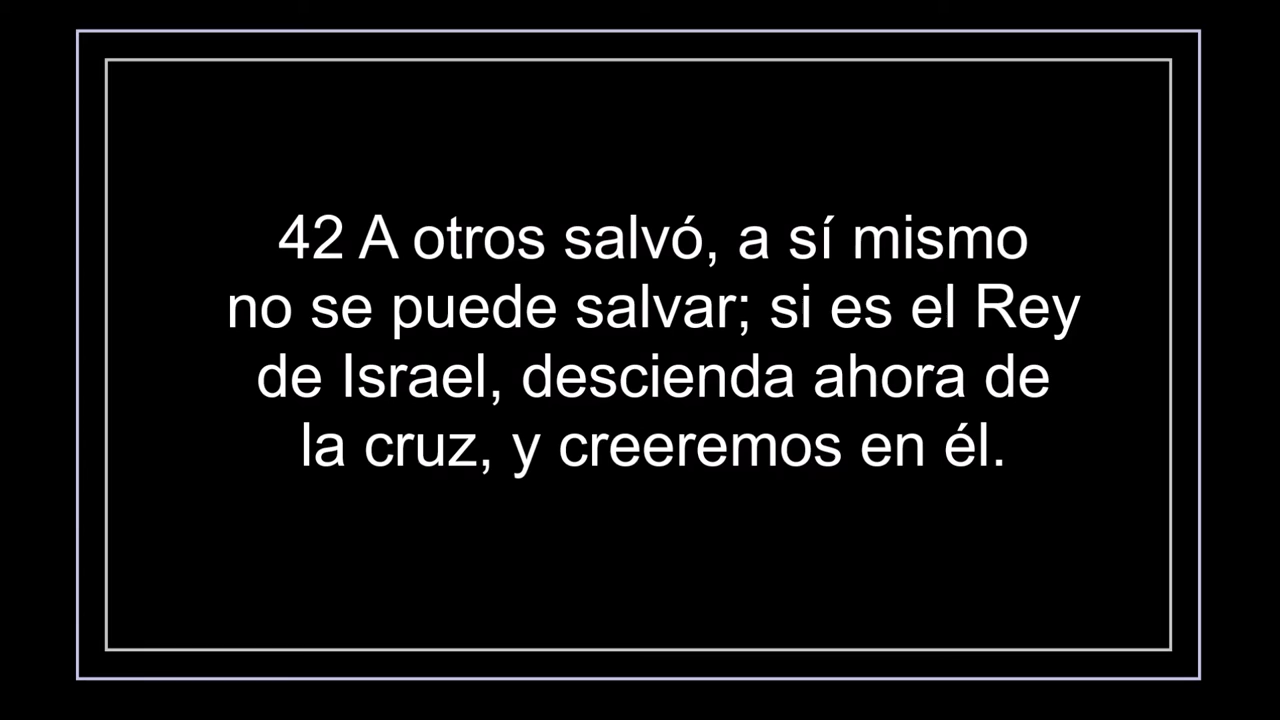 42 A otros salvó, a sí mismo
no se puede salvar; si es el Rey
de Israel, descienda ahora de
la cruz, y creeremos en él.